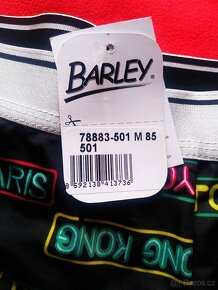 BARLEY
78883-501 M 85
501
8 592138 413736
PARIS
HONG KONG